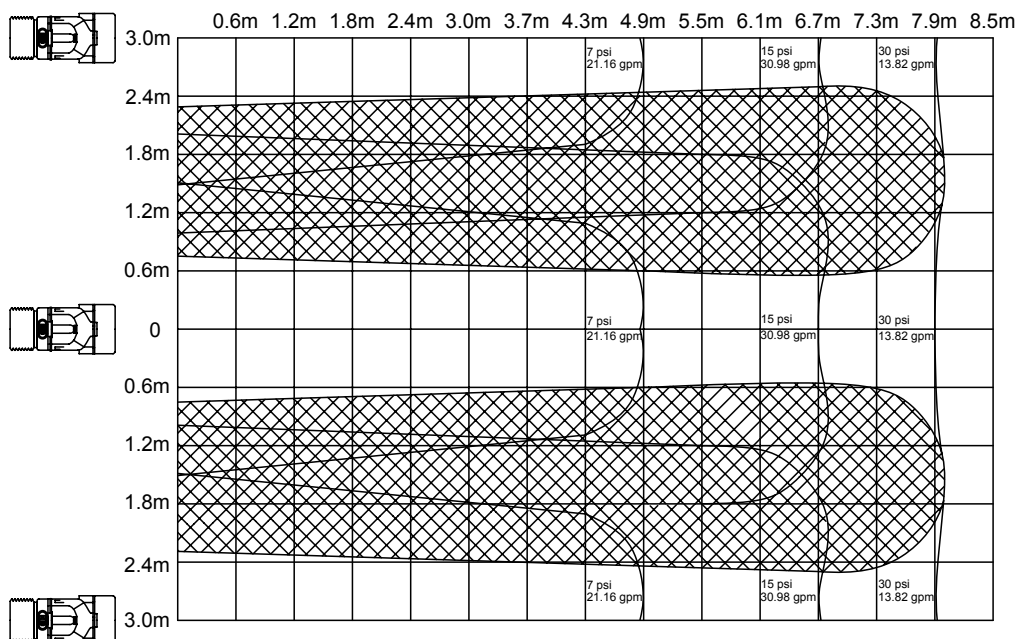 0.6m 1.2m 1.8m 2.4m 3.0m 3.7m 4.3m 4.9m 5.5m 6.1m 6.7m 7.3m 7.9m 8.5m
3.0m
7 psi 15 psi 30 psi
21.16 gpm 30.98 gpm 13.82 gpm
2.4m
1.8m
1.2m
0.6m
7 psi 15 psi 30 psi
0 21.16 gpm 30.98 gpm 13.82 gpm
0.6m
1.2m
1.8m
2.4m
7 psi 15 psi 30 psi
21.16 gpm 30.98 gpm 13.82 gpm
3.0m